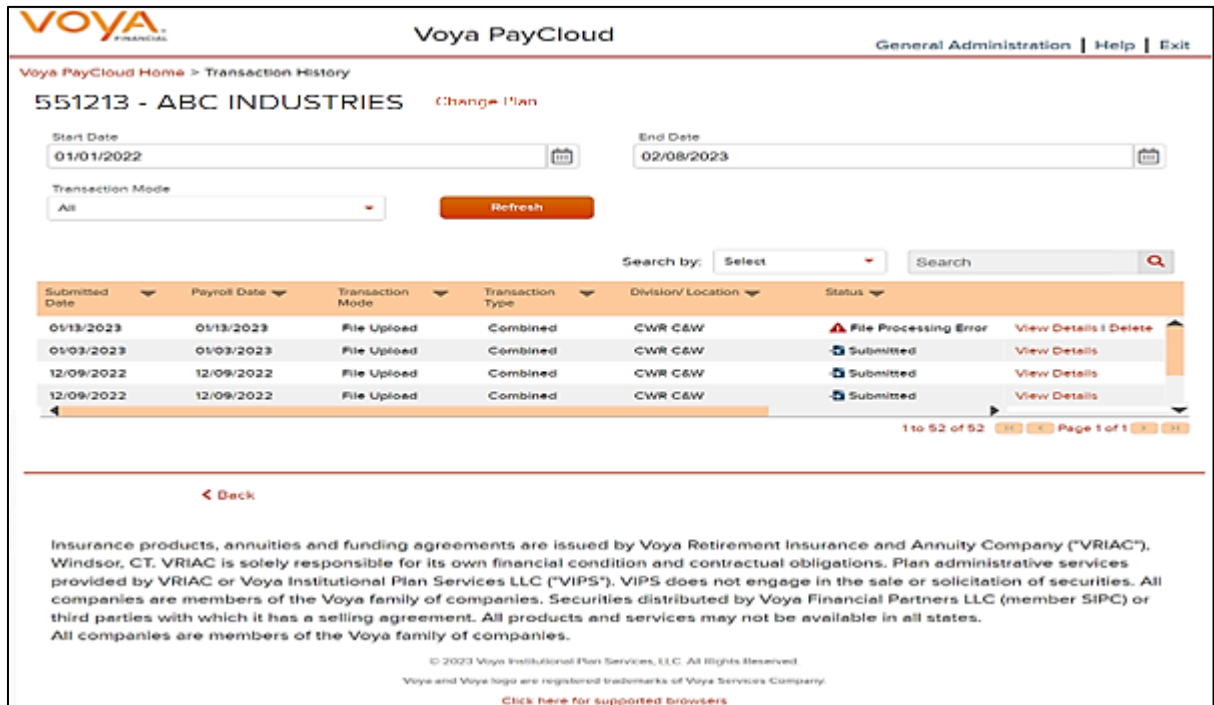 VOYA
FINANCIAL
Voya PayCloud
General Administration | Help | Exit
Voya PayCloud Home > Transaction History
551213 - ABC INDUSTRIES Change Plan
Start Date End Date
01/01/2022 02/08/2023
Transaction Mode
All Refresh
Search by: Select Search
Submitted Date Payroll Date Transaction Mode Transaction Type Division/Location Status
01/13/2023 01/13/2023 File Upload Combined CWR C&W File Processing Error View Details | Delete
01/03/2023 01/03/2023 File Upload Combined CWR C&W Submitted View Details
12/09/2022 12/09/2022 File Upload Combined CWR C&W Submitted View Details
12/09/2022 12/09/2022 File Upload Combined CWR C&W Submitted View Details
1 to 52 of 52 Page 1 of 1
< Back
Insurance products, annuities and funding agreements are issued by Voya Retirement Insurance and Annuity Company ("VRIAC"),
Windsor, CT. VRIAC is solely responsible for its own financial condition and contractual obligations. Plan administrative services
provided by VRIAC or Voya Institutional Plan Services LLC ("VIPS"). VIPS does not engage in the sale or solicitation of securities. All
companies are members of the Voya family of companies. Securities distributed by Voya Financial Partners LLC (member SIPC) or
third parties with which it has a selling agreement. All products and services may not be available in all states.
All companies are members of the Voya family of companies.
© 2023 Voya Institutional Plan Services, LLC. All Rights Reserved.
Voya and Voya logo are registered trademarks of Voya Services Company.
Click here for supported browsers